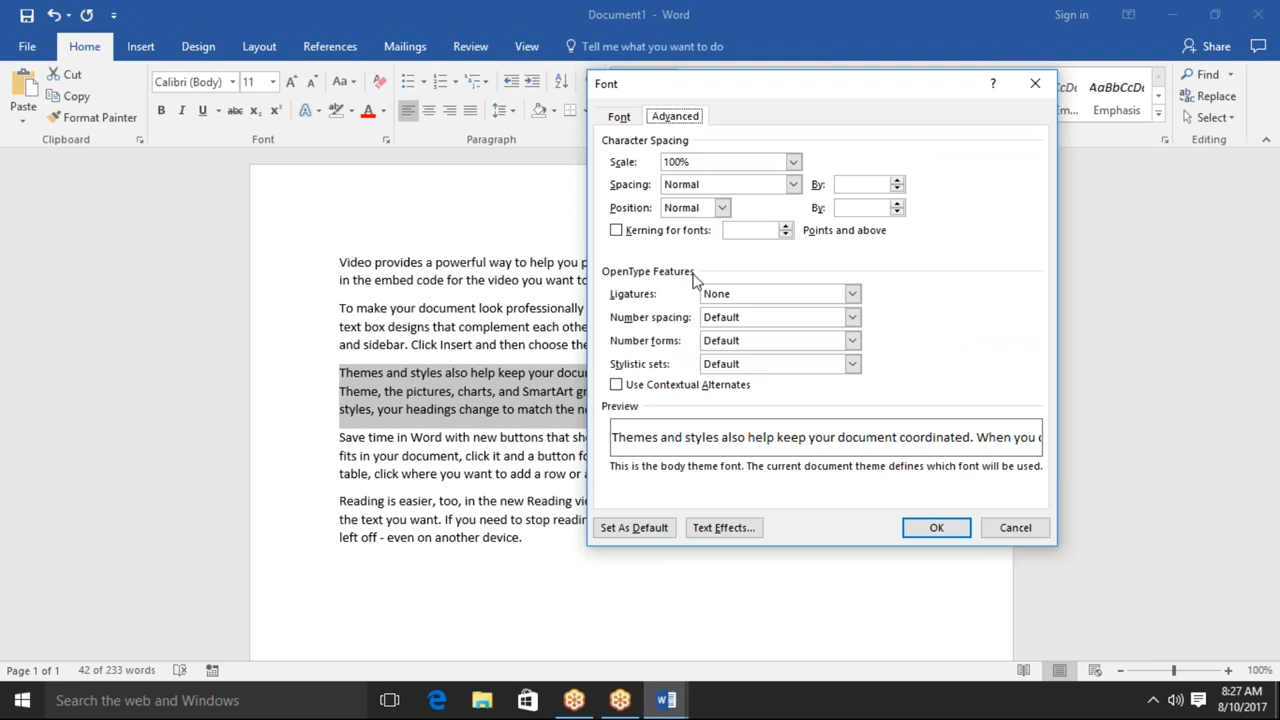 Document1 - Word
Sign in
File
Home
Insert
Design
Layout
References
Mailings
Review
View
Tell me what you want to do
Share
Paste
Cut
Copy
Format Painter
Clipboard
Calibri (Body)
11
Font
Paragraph
AaBbCcDc
Emphasis
Find
Replace
Select
Editing
Font
Font
Advanced
Character Spacing
Scale: 100%
Spacing: Normal By:
Position: Normal By:
Kerning for fonts: Points and above
OpenType Features
Ligatures: None
Number spacing: Default
Number forms: Default
Stylistic sets: Default
Use Contextual Alternates
Preview
Themes and styles also help keep your document coordinated. When you
This is the body theme font. The current document theme defines which font will be used.
Set As Default
Text Effects...
OK
Cancel
Video provides a powerful way to help you
in the embed code for the video you want
To make your document look professionally
text box designs that complement each
and sidebar. Click Insert and then choose
Themes and styles also help keep your
Theme, the pictures, charts, and SmartArt
styles, your headings change to match the
Save time in Word with new buttons that
fits in your document, click it and a button
table, click where you want to add a row or
Reading is easier, too, in the new Reading
the text you want. If you need to stop
left off - even on another device.
Page 1 of 1
42 of 233 words
100%
Search the web and Windows
8:27 AM
8/10/2017